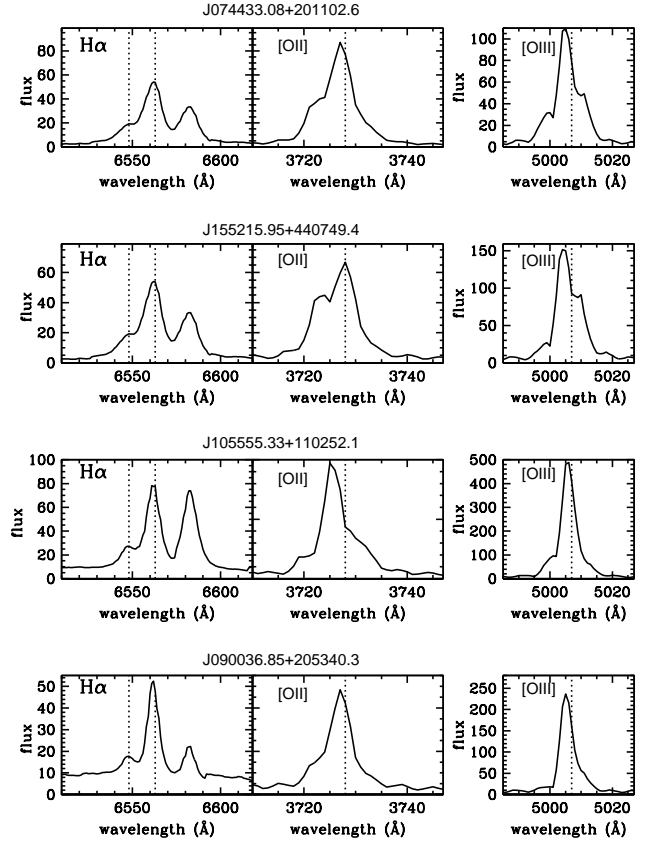 J074433.08+201102.6
Hα [OII] [OIII]
flux 80 60 40 20 0
flux 100 80 60 40 20 0
6550 6600 3720 3740 5000 5020
wavelength (Å) wavelength (Å) wavelength (Å)
J155215.95+440749.4
Hα [OII] [OIII]
flux 60 40 20 0
flux 150 100 50 0
6550 6600 3720 3740 5000 5020
wavelength (Å) wavelength (Å) wavelength (Å)
J105555.33+110252.1
Hα [OII] [OIII]
flux 100 80 60 40 20 0
flux 500 400 300 200 100 0
6550 6600 3720 3740 5000 5020
wavelength (Å) wavelength (Å) wavelength (Å)
J090036.85+205340.3
Hα [OII] [OIII]
flux 50 40 30 20 10 0
flux 250 200 150 100 50 0
6550 6600 3720 3740 5000 5020
wavelength (Å) wavelength (Å) wavelength (Å)